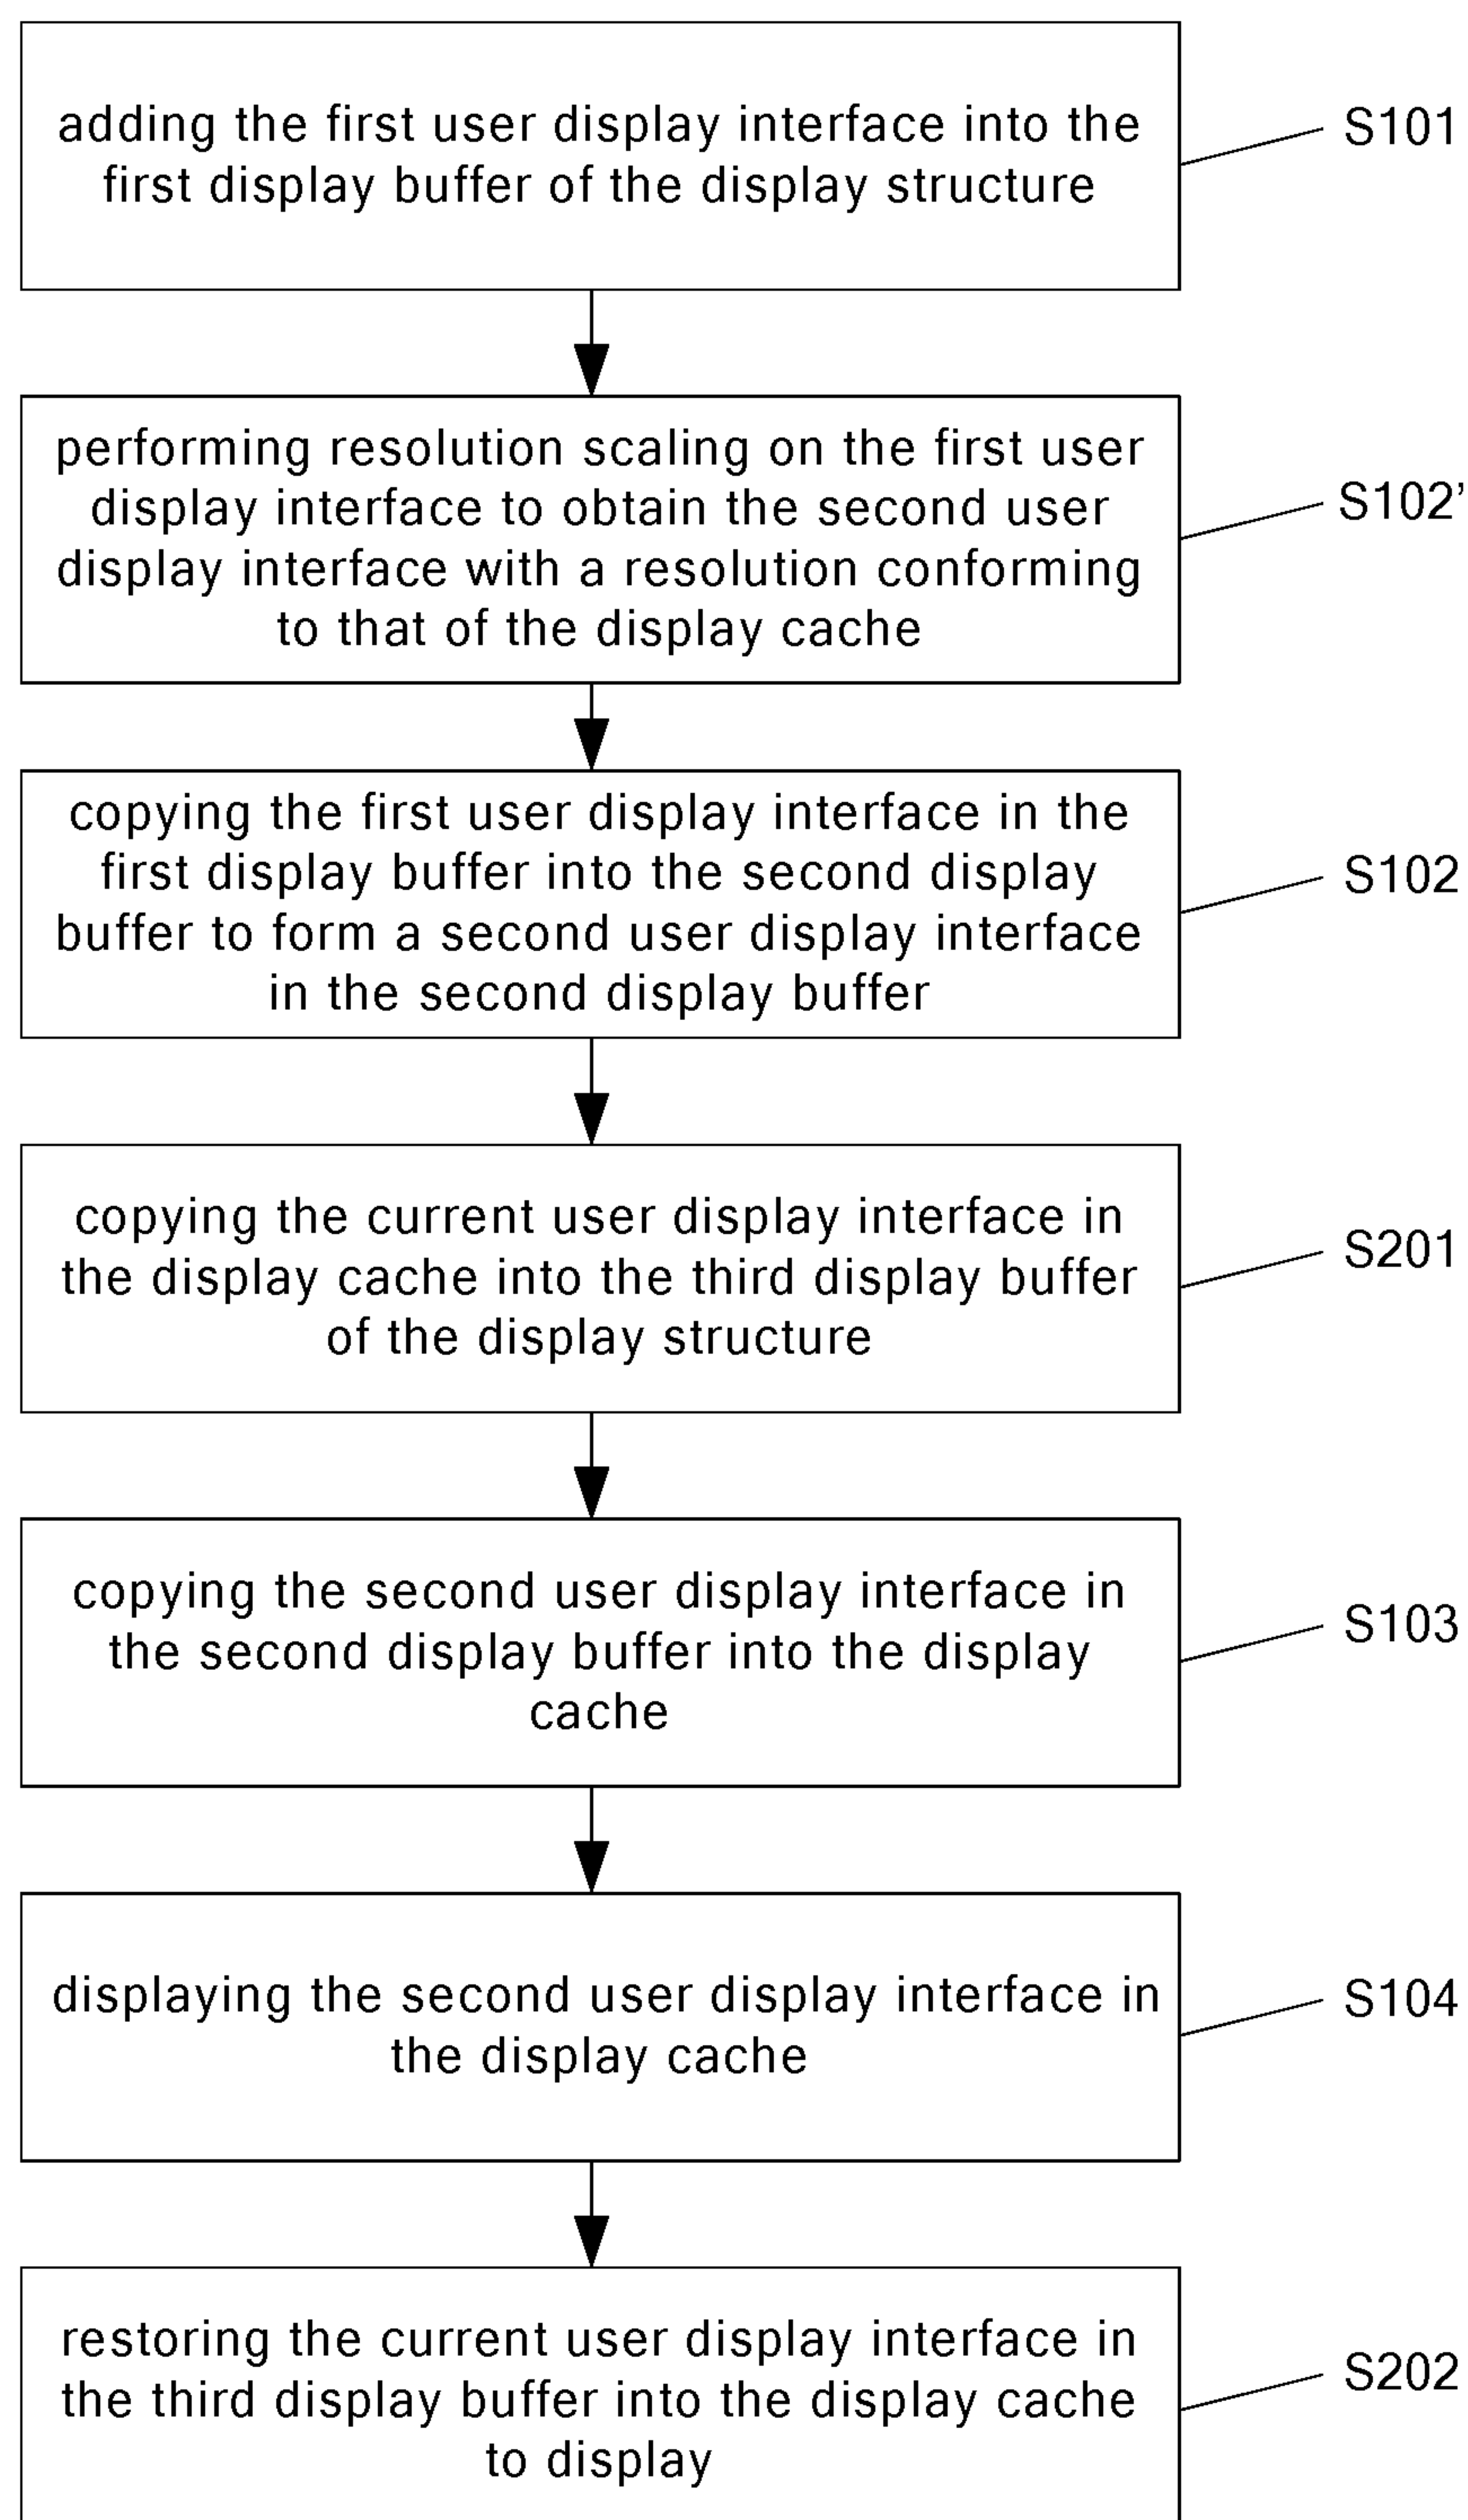 adding the first user display interface into the
first display buffer of the display structure
S101
performing resolution scaling on the first user
display interface to obtain the second user
display interface with a resolution conforming
to that of the display cache
S102’
copying the first user display interface in the
first display buffer into the second display
buffer to form a second user display interface
in the second display buffer
S102
copying the current user display interface in
the display cache into the third display buffer
of the display structure
S201
copying the second user display interface in
the second display buffer into the display
cache
S103
displaying the second user display interface in
the display cache
S104
restoring the current user display interface in
the third display buffer into the display cache
to display
S202